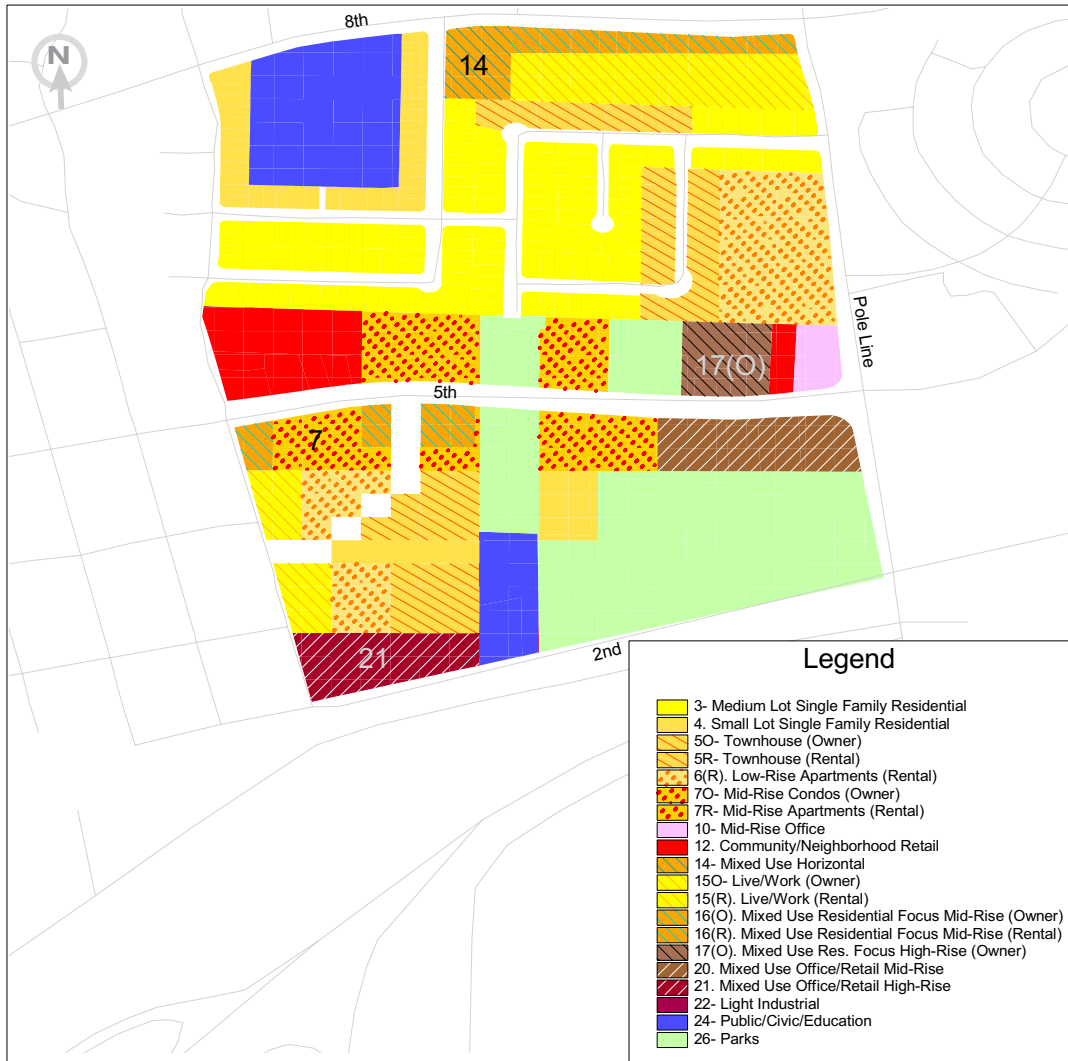 8th
N
14
Pole Line
17(O)
5th
7
21
2nd
Legend
3- Medium Lot Single Family Residential
4. Small Lot Single Family Residential
5O- Townhouse (Owner)
5R- Townhouse (Rental)
6(R). Low-Rise Apartments (Rental)
7O- Mid-Rise Condos (Owner)
7R- Mid-Rise Apartments (Rental)
10- Mid-Rise Office
12. Community/Neighborhood Retail
14- Mixed Use Horizontal
15O- Live/Work (Owner)
15(R). Live/Work (Rental)
16(O). Mixed Use Residential Focus Mid-Rise (Owner)
16(R). Mixed Use Residential Focus Mid-Rise (Rental)
17(O). Mixed Use Res. Focus High-Rise (Owner)
20. Mixed Use Office/Retail Mid-Rise
21. Mixed Use Office/Retail High-Rise
22- Light Industrial
24- Public/Civic/Education
26- Parks